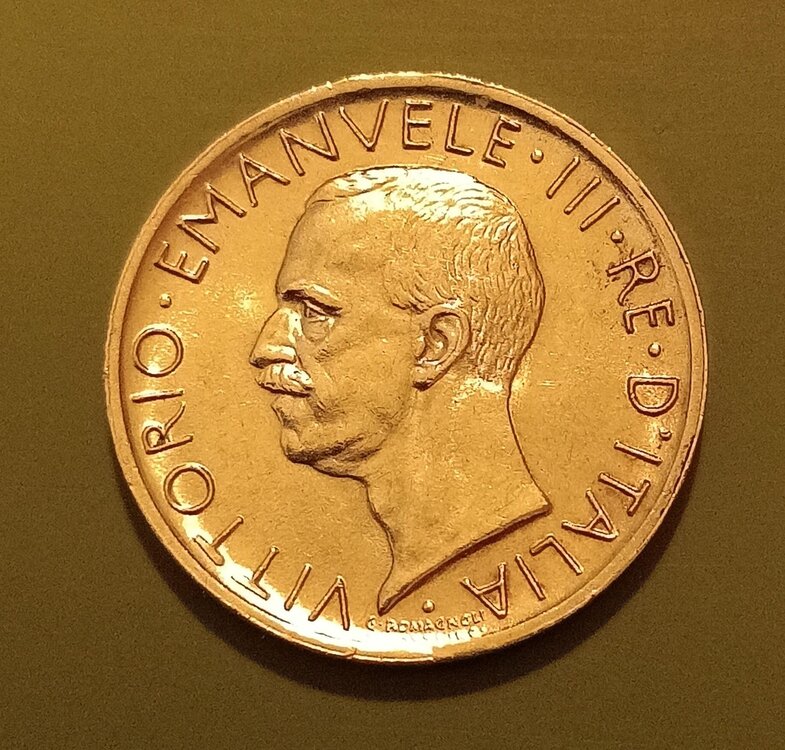 VITTORIO · EMANVELE · III · RE · D'ITALIA ·
G · ROMAGNOLI